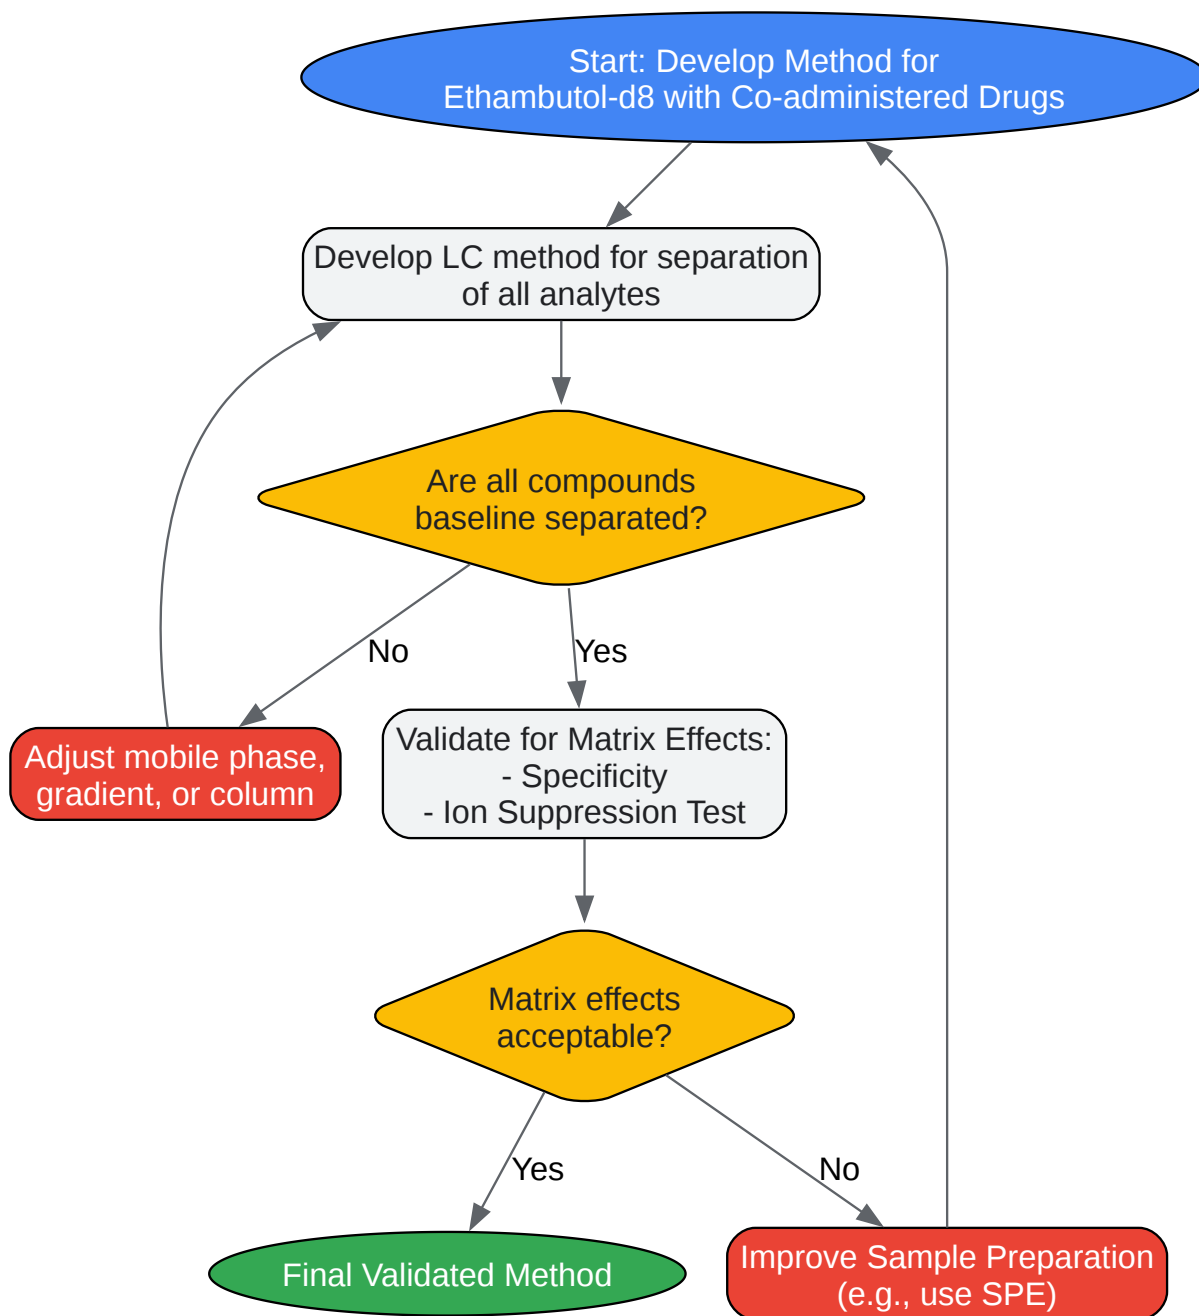 Start: Develop Method for
Ethambutol-d8 with Co-administered Drugs
Develop LC method for separation
of all analytes
Are all compounds
baseline separated?
No
Yes
Adjust mobile phase,
gradient, or column
Validate for Matrix Effects:
- Specificity
- Ion Suppression Test
Matrix effects
acceptable?
Yes
No
Final Validated Method
Improve Sample Preparation
(e.g., use SPE)